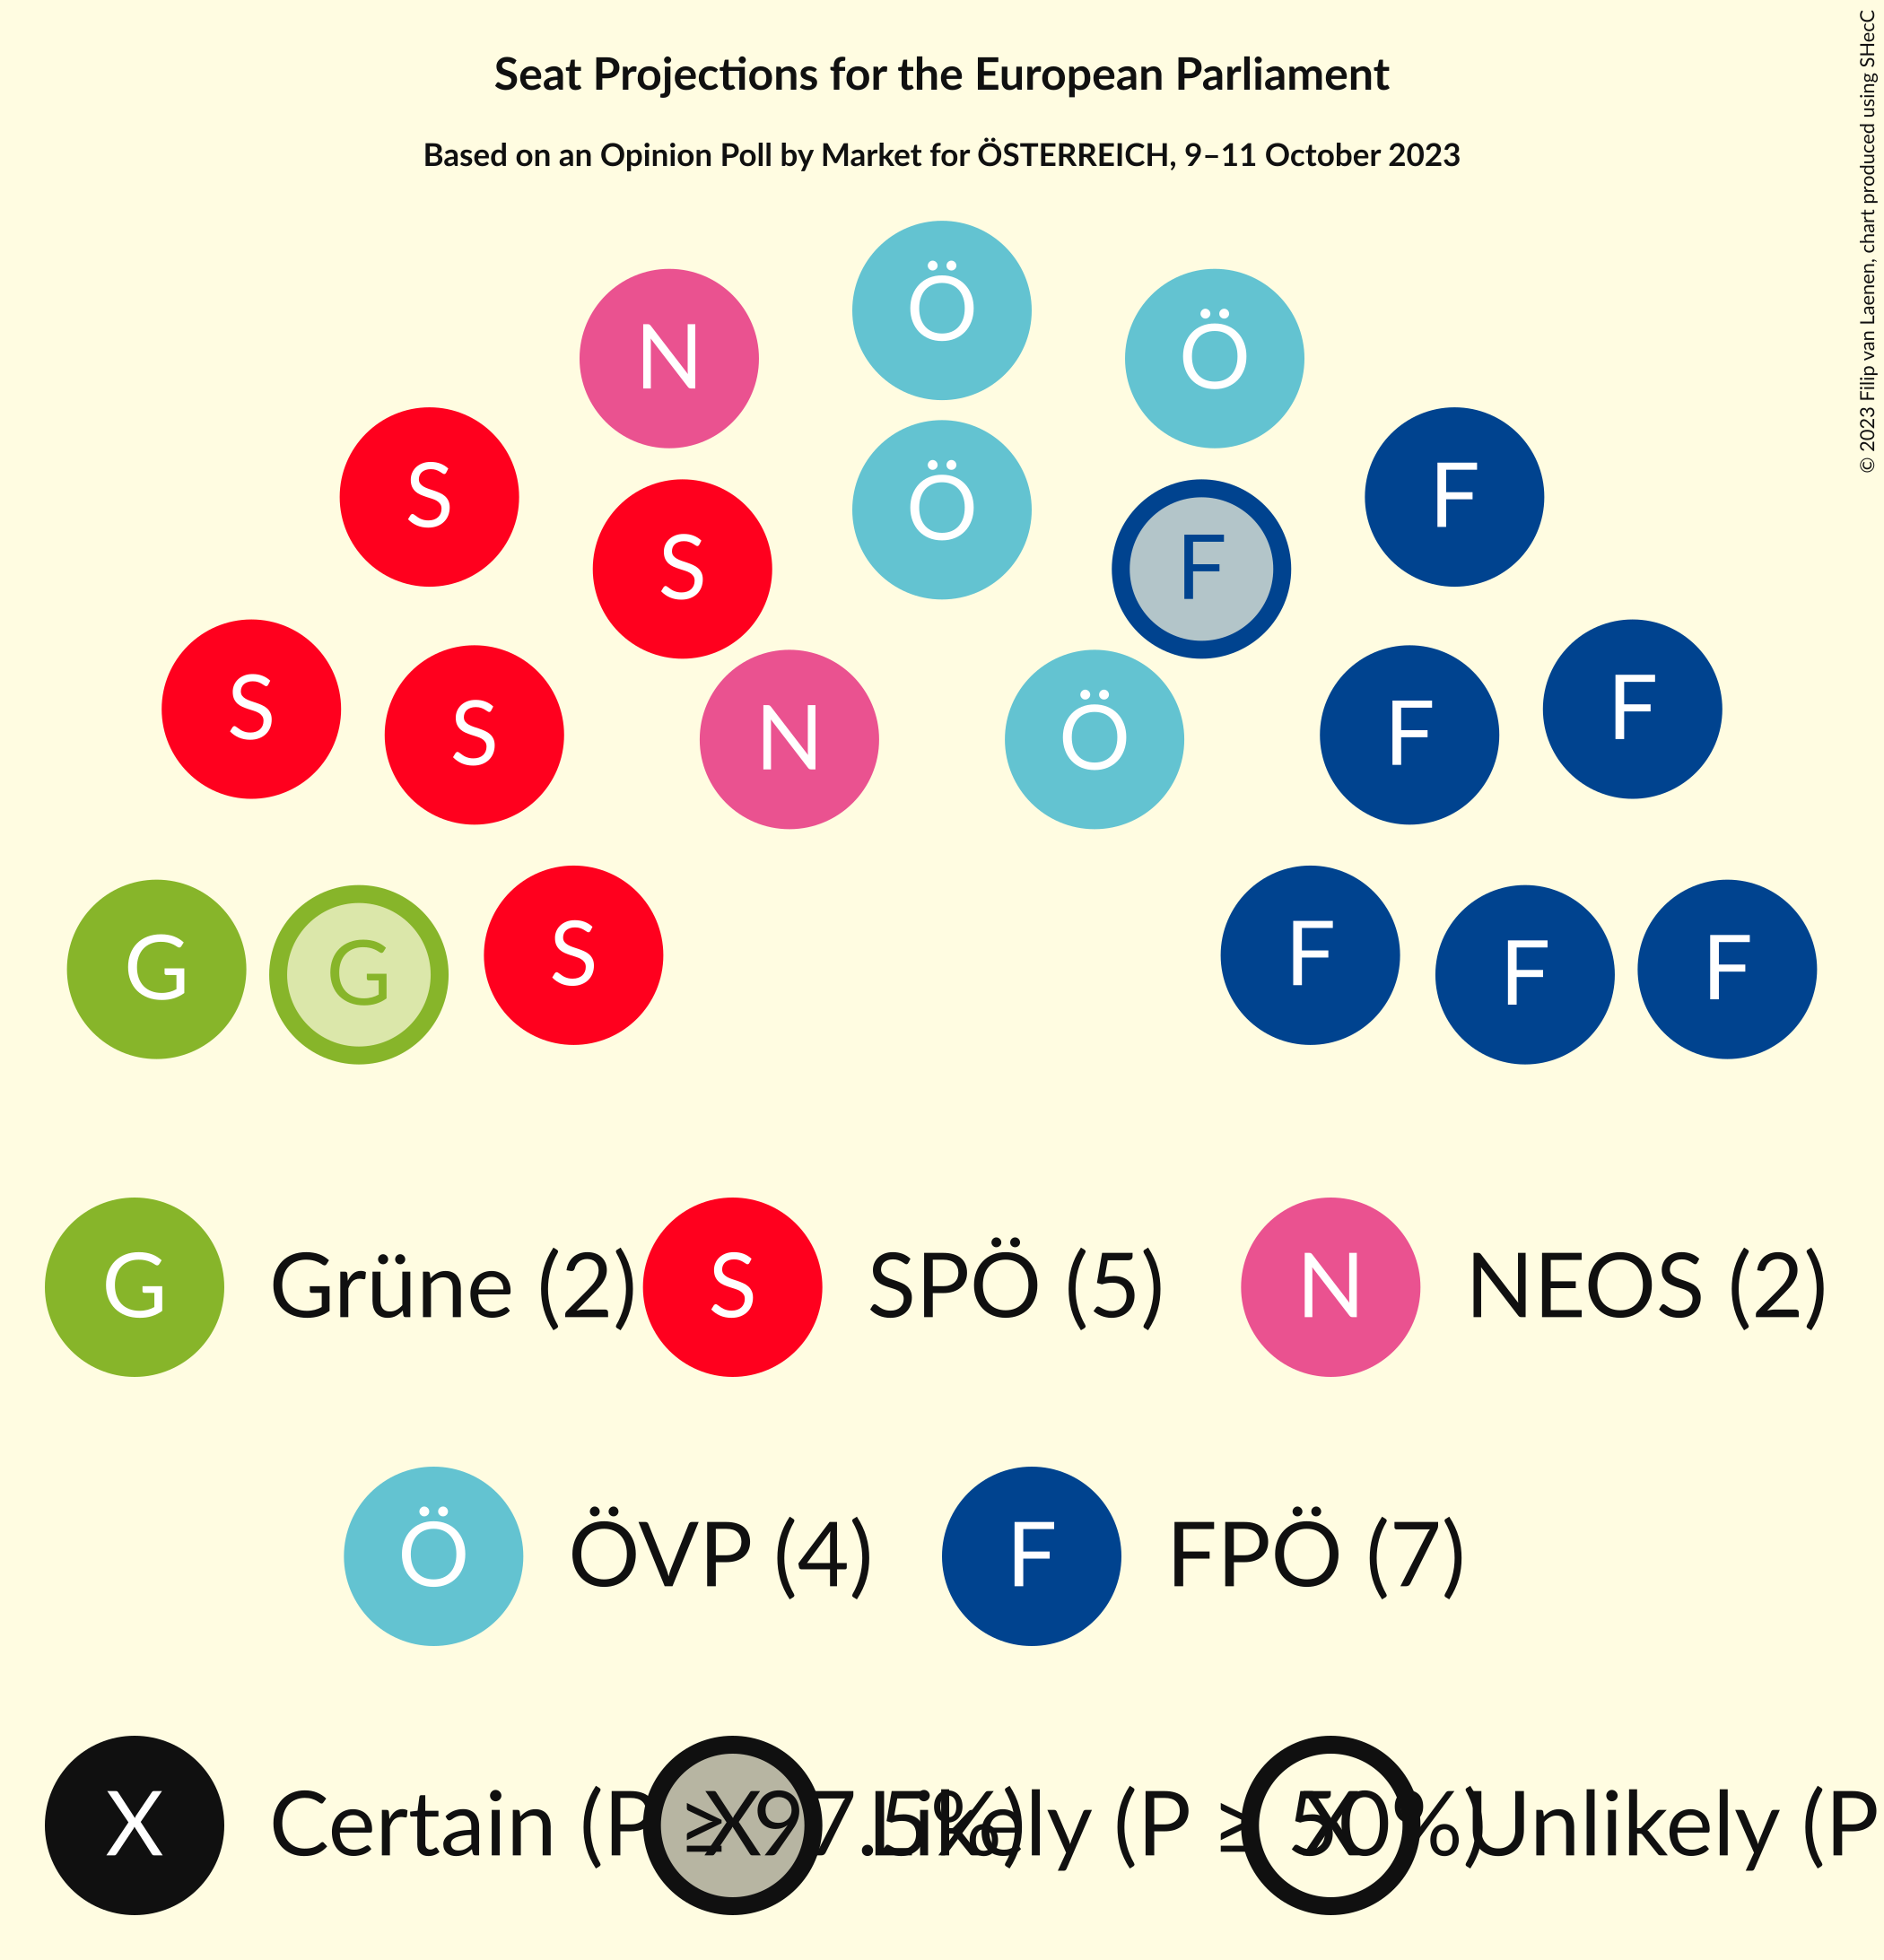 Seat Projections for the European Parliament
Based on an Opinion Poll by Market for ÖSTERREICH, 9–11 October 2023
© 2023 Filip van Laenen, chart produced using SHecC
Ö
N Ö
S Ö F
S F
S S N Ö F F
G G S F F F
G Grüne (2) S SPÖ (5) N NEOS (2)
Ö ÖVP (4) F FPÖ (7)
X Certain (P ≥ 97.5%) X Likely (P ≥ 50%) X Unlikely (P